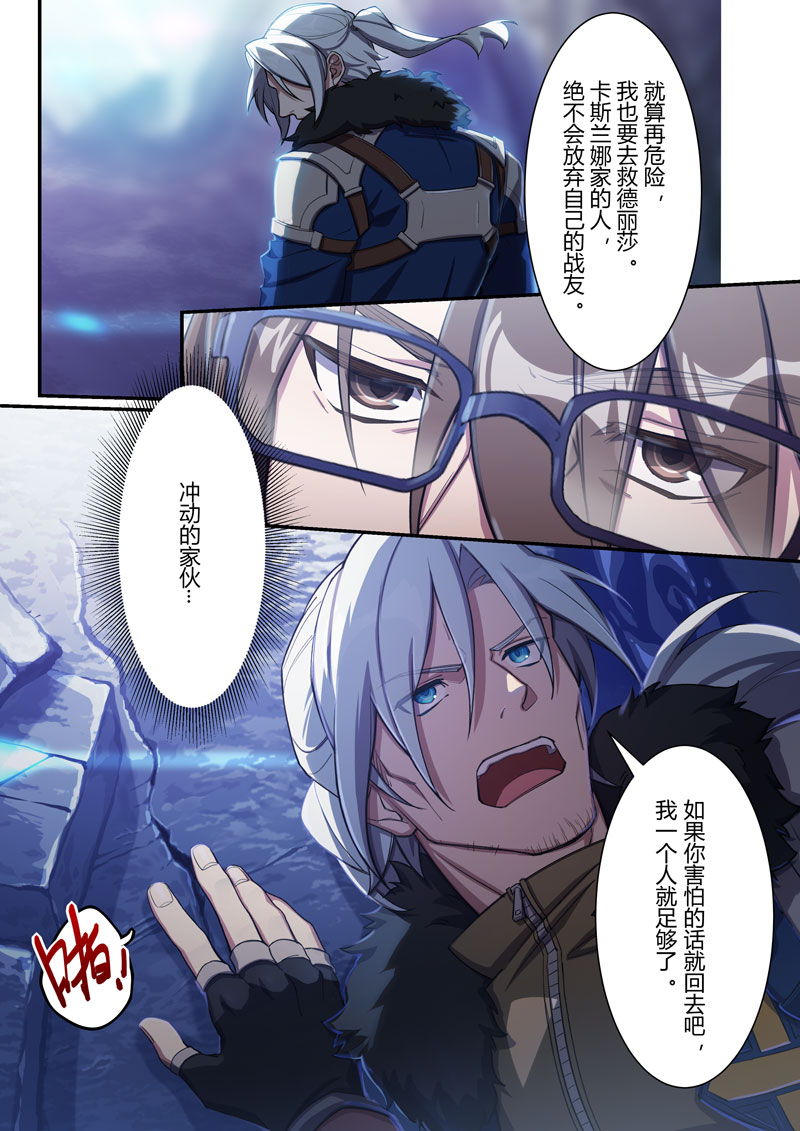 就算再危险，
我也要去救德丽莎。
卡斯兰娜家的人，
绝不会放弃自己的战友。
冲动的家伙…
如果你害怕的话就回去吧，
我一个人就足够了。
啪！